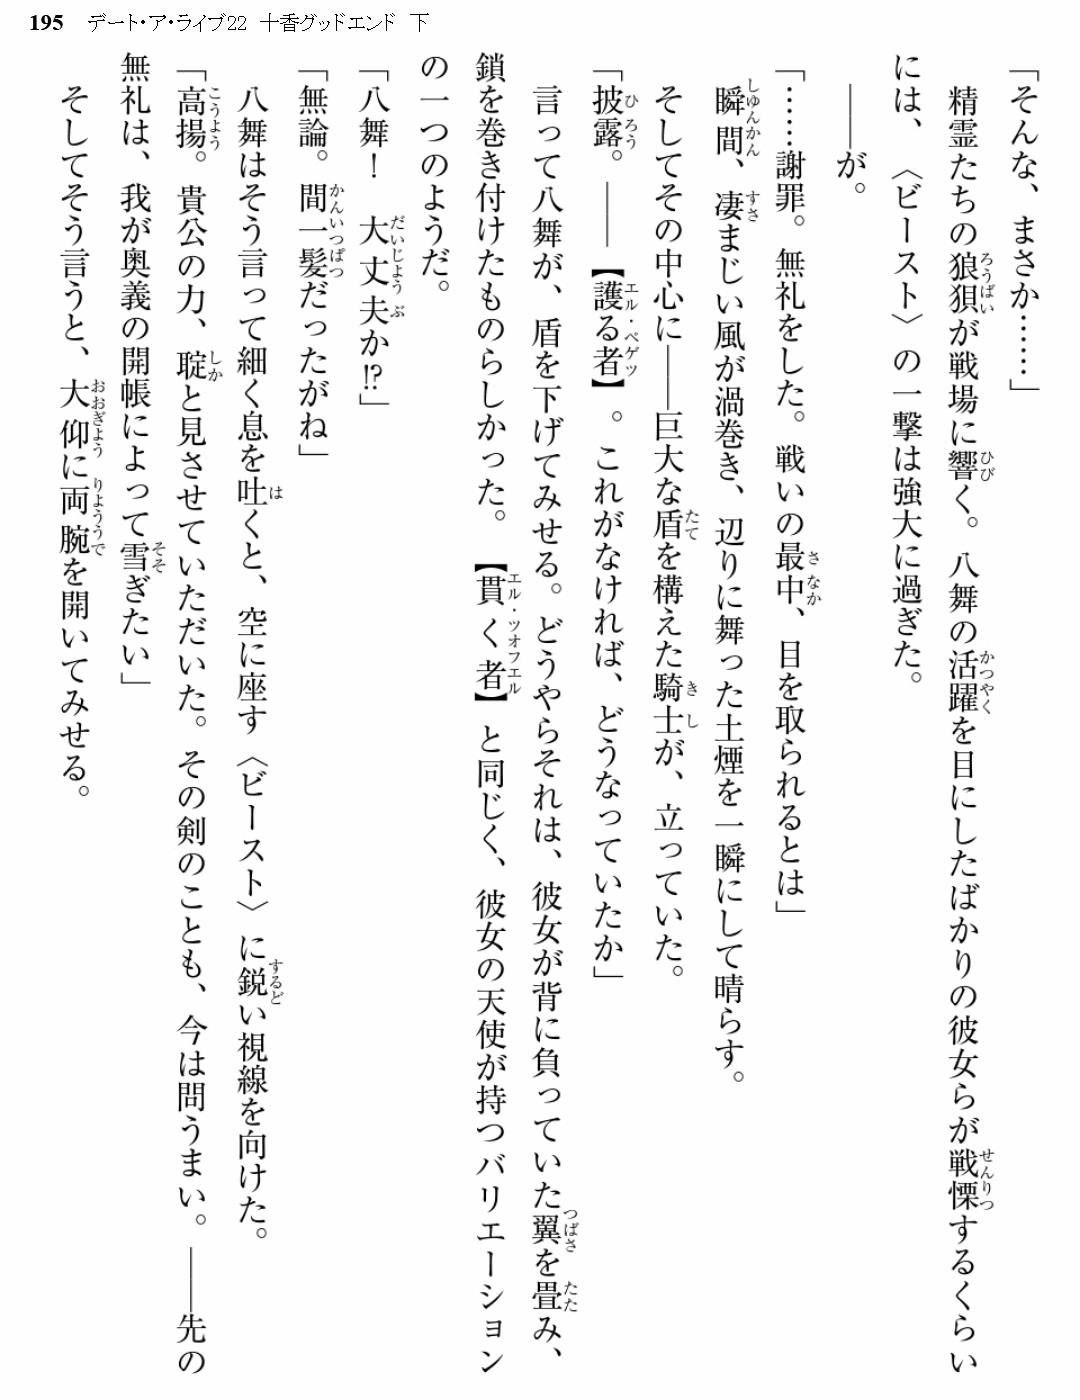 195 デート・ア・ライブ22 十香グッドエンド 下
「そんな、まさか……」
精霊たちの狼狽が戦場に響く。八舞の活躍を目にしたばかりの彼女らが戦慄するくらい
には、〈ビースト〉の一撃は強大に過ぎた。
――が。
「……謝罪。無礼をした。戦いの最中、目を取られるとは」
瞬間、凄まじい風が渦巻き、辺りに舞った土煙を一瞬にして晴らす。
そしてその中心に――巨大な盾を構えた騎士が、立っていた。
「披露。――【護る者】。これがなければ、どうなっていたか」
言って八舞が、盾を下げてみせる。どうやらそれは、彼女が背に負っていた翼を畳み、
鎖を巻き付けたものらしかった。【貫く者】と同じく、彼女の天使が持つバリエーション
の一つのようだ。
「八舞！　大丈夫か!?」
「無論。間一髪だったがね」
八舞はそう言って細く息を吐くと、空に座す〈ビースト〉に鋭い視線を向けた。
「高揚。貴公の力、聢と見させていただいた。その剣のことも、今は問うまい。――先の
無礼は、我が奥義の開帳によって雪ぎたい」
そしてそう言うと、大仰に両腕を開いてみせる。